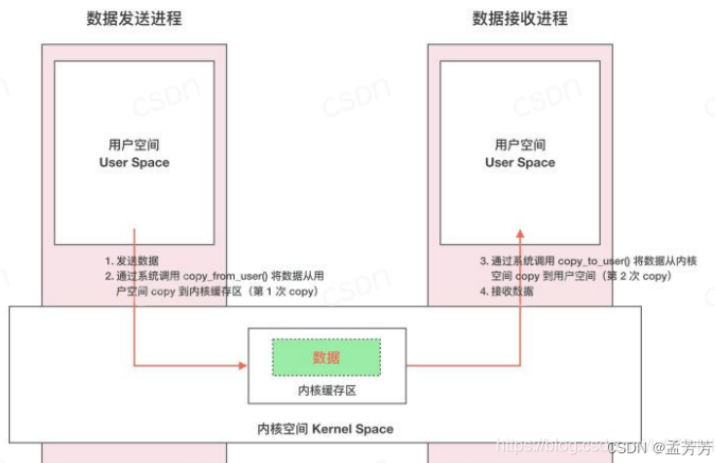 数据发送进程
数据接收进程
用户空间
User Space
用户空间
User Space
1. 发送数据
2. 通过系统调用 copy_from_user() 将数据从用
户空间 copy 到内核缓存区（第 1 次 copy）
3. 通过系统调用 copy_to_user() 将数据从内核
空间 copy 到用户空间（第 2 次 copy）
4. 接收数据
数据
内核缓存区
内核空间 Kernel Space
CSDN @孟芳芳
CSDN
CSDN
CSDN